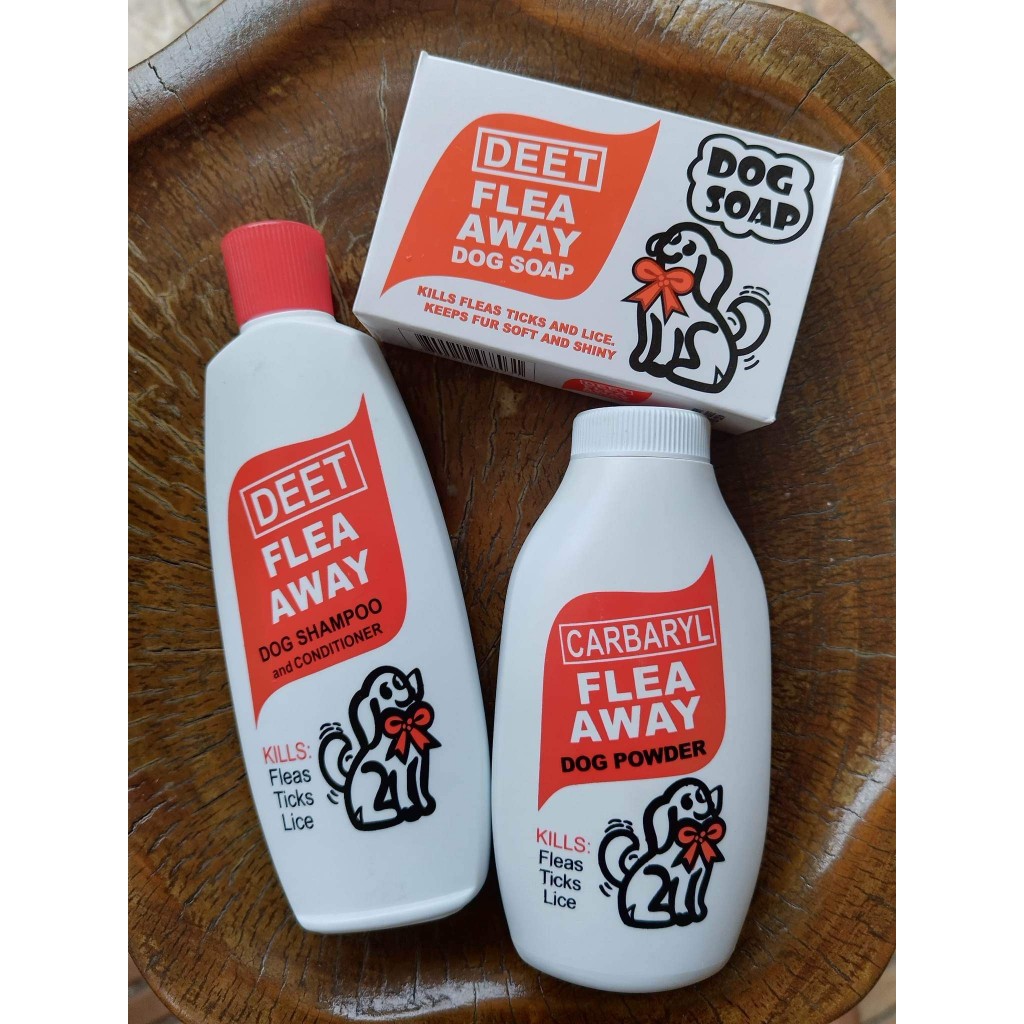 DEET
FLEA
AWAY
DOG SOAP
KILLS FLEAS TICKS AND LICE.
KEEPS FUR SOFT AND SHINY
DOG
SOAP
DEET
FLEA
AWAY
DOG SHAMPOO
and CONDITIONER
KILLS:
Fleas
Ticks
Lice
CARBARYL
FLEA
AWAY
DOG POWDER
KILLS:
Fleas
Ticks
Lice